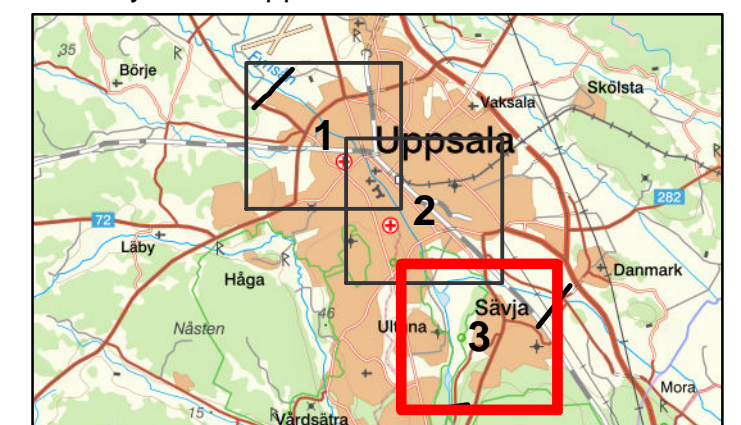 35
Börje
Fyrisån
Skölsta
Vaksala
1
Uppsala
2
282
72
Läby
Håga
Danmark
Sävja
46
Nåsten
Ultuna
3
Mora
15
Vårdsätra